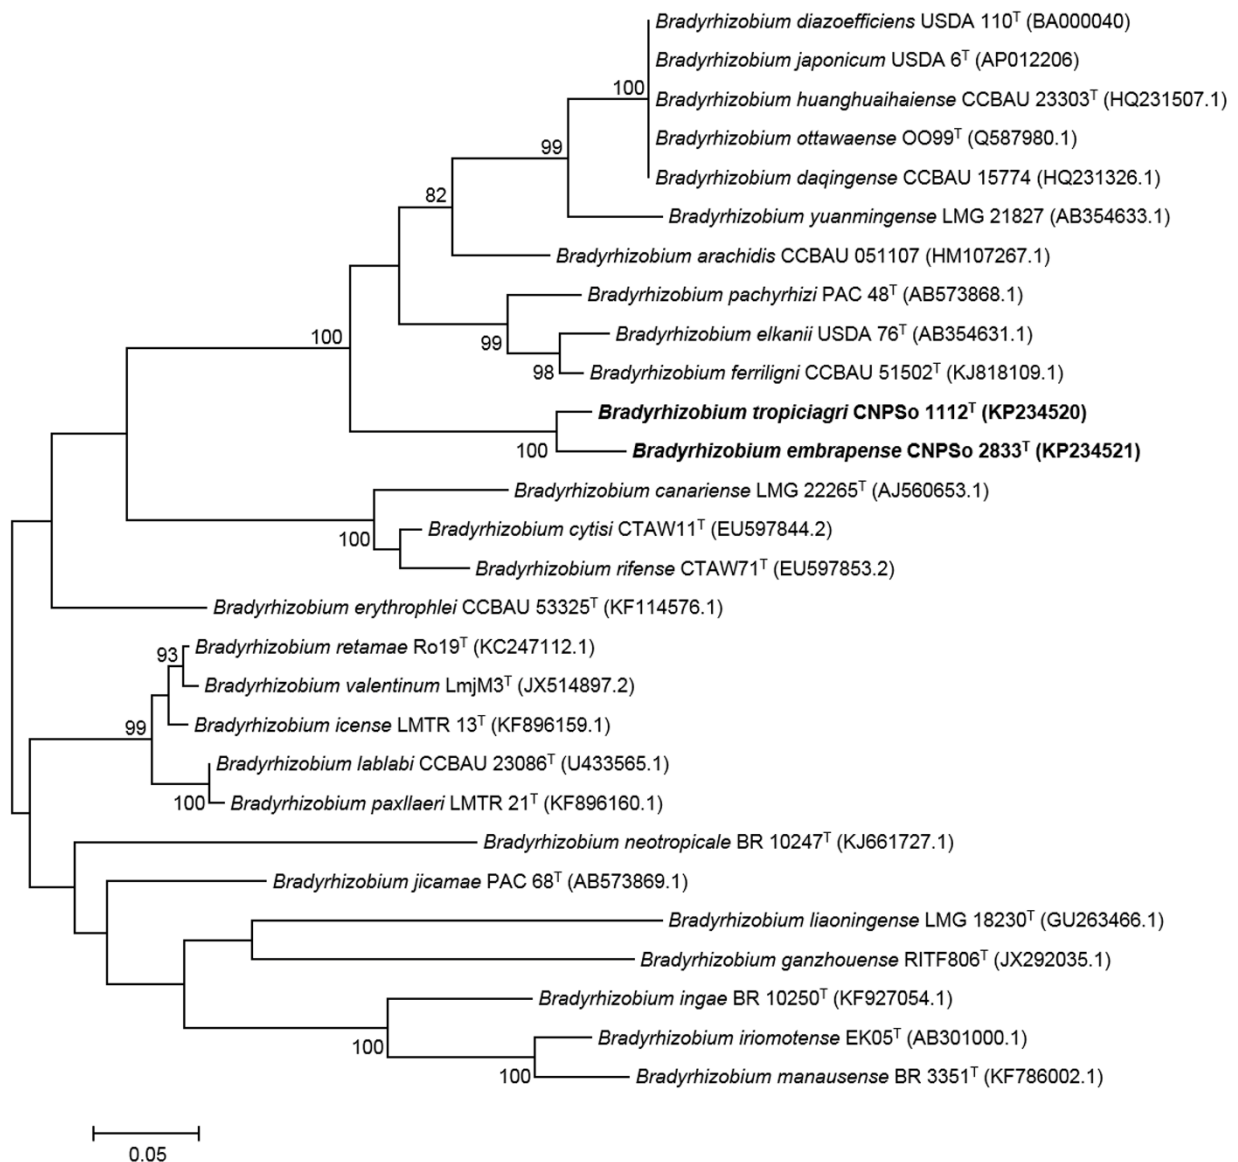 Bradyrhizobium diazoefficiens USDA 110ᵀ (BA000040)
Bradyrhizobium japonicum USDA 6ᵀ (AP012206)
100
Bradyrhizobium huanghuaihaiense CCBAU 23303ᵀ (HQ231507.1)
Bradyrhizobium ottawaense OO99ᵀ (Q587980.1)
99
Bradyrhizobium daqingense CCBAU 15774 (HQ231326.1)
82
Bradyrhizobium yuanmingense LMG 21827 (AB354633.1)
Bradyrhizobium arachidis CCBAU 051107 (HM107267.1)
Bradyrhizobium pachyrhizi PAC 48ᵀ (AB573868.1)
100
Bradyrhizobium elkanii USDA 76ᵀ (AB354631.1)
99
98
Bradyrhizobium ferriligni CCBAU 51502ᵀ (KJ818109.1)
Bradyrhizobium tropiciagri CNPSo 1112ᵀ (KP234520)
100
Bradyrhizobium embrapense CNPSo 2833ᵀ (KP234521)
Bradyrhizobium canariense LMG 22265ᵀ (AJ560653.1)
Bradyrhizobium cytisi CTAW11ᵀ (EU597844.2)
100
Bradyrhizobium rifense CTAW71ᵀ (EU597853.2)
Bradyrhizobium erythrophlei CCBAU 53325ᵀ (KF114576.1)
93
Bradyrhizobium retamae Ro19ᵀ (KC247112.1)
Bradyrhizobium valentinum LmjM3ᵀ (JX514897.2)
99
Bradyrhizobium icense LMTR 13ᵀ (KF896159.1)
Bradyrhizobium lablabi CCBAU 23086ᵀ (U433565.1)
100
Bradyrhizobium paxllaeri LMTR 21ᵀ (KF896160.1)
Bradyrhizobium neotropicale BR 10247ᵀ (KJ661727.1)
Bradyrhizobium jicamae PAC 68ᵀ (AB573869.1)
Bradyrhizobium liaoningense LMG 18230ᵀ (GU263466.1)
Bradyrhizobium ganzhouense RITF806ᵀ (JX292035.1)
Bradyrhizobium ingae BR 10250ᵀ (KF927054.1)
Bradyrhizobium iriomotense EK05ᵀ (AB301000.1)
100
100
Bradyrhizobium manausense BR 3351ᵀ (KF786002.1)
0.05